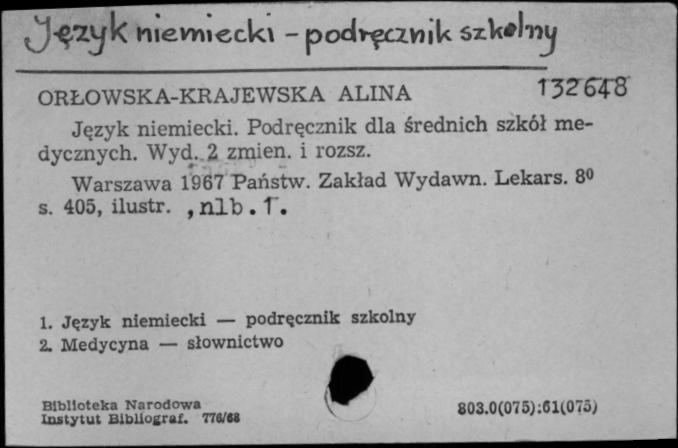 Język niemiecki - podręcznik szkolny
132648
ORŁOWSKA-KRAJEWSKA ALINA
Język niemiecki. Podręcznik dla średnich szkół me-
dycznych. Wyd. 2 zmien. i rozsz.
Warszawa 1967 Państw. Zakład Wydawn. Lekars. 8⁰
s. 405, ilustr. , nlb. 1.
1. Język niemiecki — podręcznik szkolny
2. Medycyna — słownictwo
Biblioteka Narodowa
Instytut Bibliograf. 776/68
803.0(075):61(075)